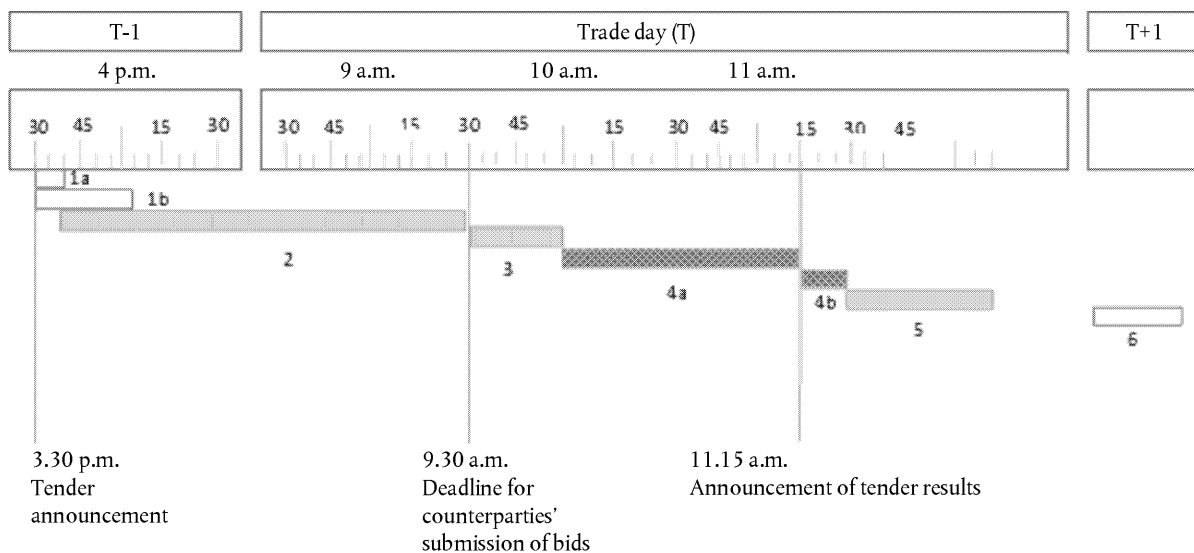 T-1 Trade day (T) T+1
4 p.m. 9 a.m. 10 a.m. 11 a.m.
30 45 15 30 30 45 15 30 45 15 30 45 15 30 45
1a
1b
2
3
4a
4b
5
6
3.30 p.m. 9.30 a.m. 11.15 a.m.
Tender Deadline for Announcement of tender results
announcement counterparties’
submission of bids